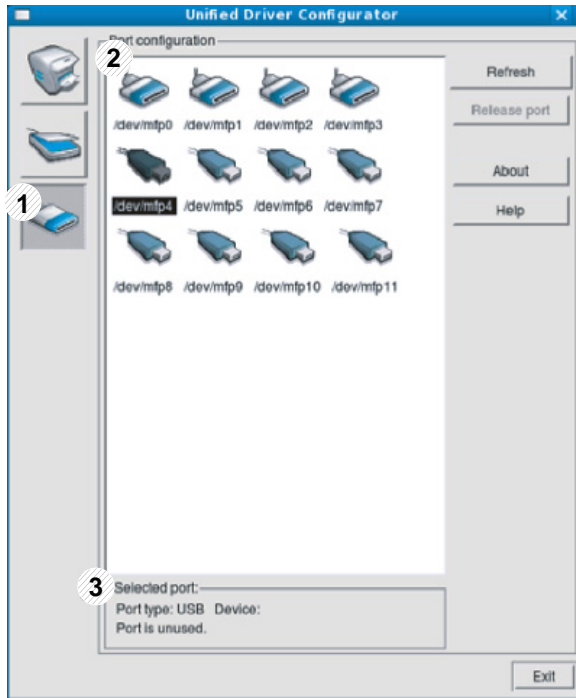 Unified Driver Configurator
Port configuration
2
/dev/mfp0 /dev/mfp1 /dev/mfp2 /dev/mfp3
/dev/mfp4 /dev/mfp5 /dev/mfp6 /dev/mfp7
/dev/mfp8 /dev/mfp9 /dev/mfp10 /dev/mfp11
1
Refresh
Release port
About
Help
3
Selected port:
Port type: USB Device:
Port is unused.
Exit